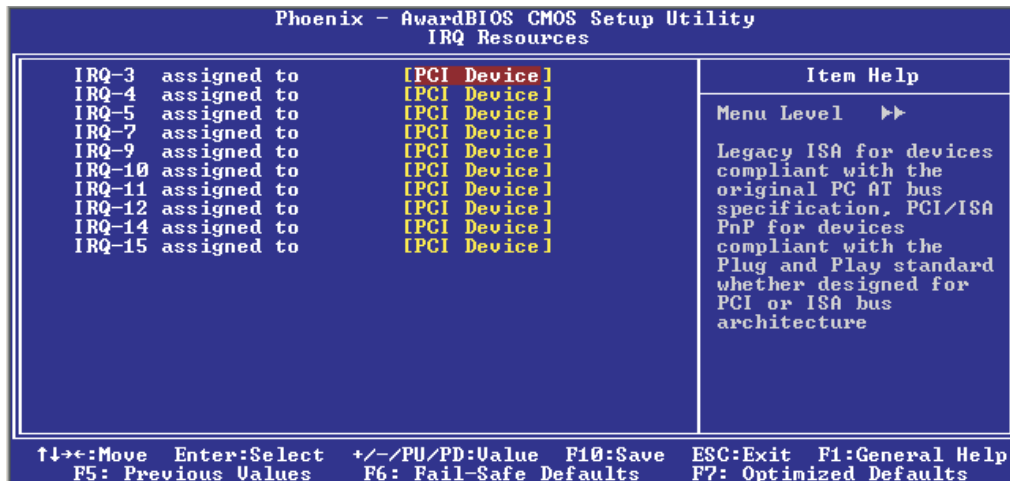 Phoenix - AwardBIOS CMOS Setup Utility
IRQ Resources
IRQ-3 assigned to [PCI Device]
IRQ-4 assigned to [PCI Device]
IRQ-5 assigned to [PCI Device]
IRQ-7 assigned to [PCI Device]
IRQ-9 assigned to [PCI Device]
IRQ-10 assigned to [PCI Device]
IRQ-11 assigned to [PCI Device]
IRQ-12 assigned to [PCI Device]
IRQ-14 assigned to [PCI Device]
IRQ-15 assigned to [PCI Device]
Item Help
Menu Level ►►
Legacy ISA for devices
compliant with the
original PC AT bus
specification, PCI/ISA
PnP for devices
compliant with the
Plug and Play standard
whether designed for
PCI or ISA bus
architecture
↑↓→←:Move Enter:Select +/-/PU/PD:Value F10:Save ESC:Exit F1:General Help
F5: Previous Values F6: Fail-Safe Defaults F7: Optimized Defaults